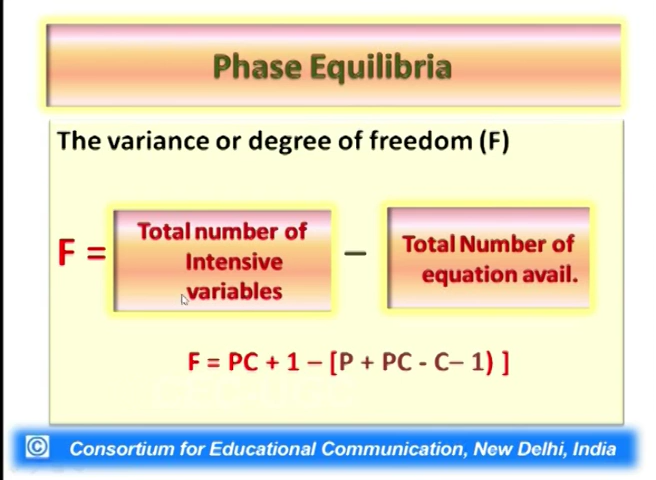 Phase Equilibria
The variance or degree of freedom (F)
F =
Total number of
Intensive
variables
–
Total Number of
equation avail.
F = PC + 1 – [P + PC - C– 1) ]
© Consortium for Educational Communication, New Delhi, India